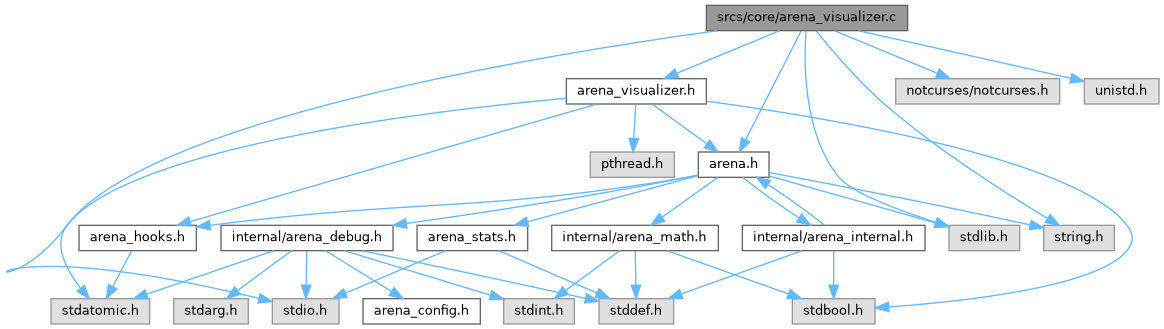 srcs/core/arena_visualizer.c
arena_visualizer.h
notcurses/notcurses.h
unistd.h
pthread.h
arena.h
arena_hooks.h
internal/arena_debug.h
arena_stats.h
internal/arena_math.h
internal/arena_internal.h
stdlib.h
string.h
stdatomic.h
stdarg.h
stdio.h
arena_config.h
stdint.h
stddef.h
stdbool.h